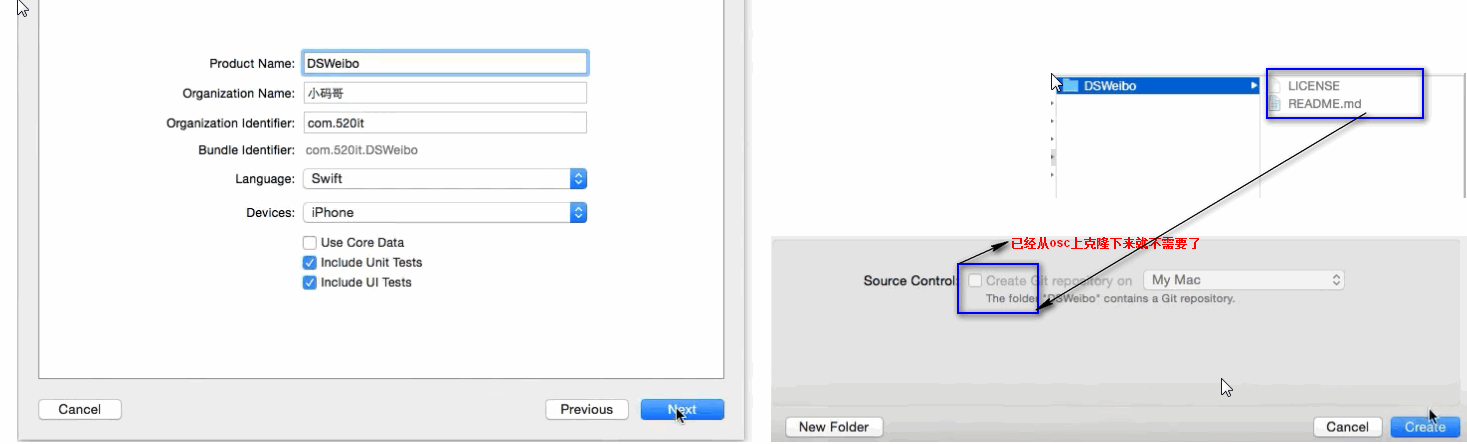 Product Name: DSWeibo
Organization Name: 小码哥
Organization Identifier: com.520it
Bundle Identifier: com.520it.DSWeibo
Language: Swift
Devices: iPhone
Use Core Data
Include Unit Tests
Include UI Tests
Cancel
Previous
Next
DSWeibo
LICENSE
README.md
已经从osc上克隆下来就不需要了
Source Control: Create Git repository on My Mac
The folder "DSWeibo" contains a Git repository.
New Folder
Cancel
Create